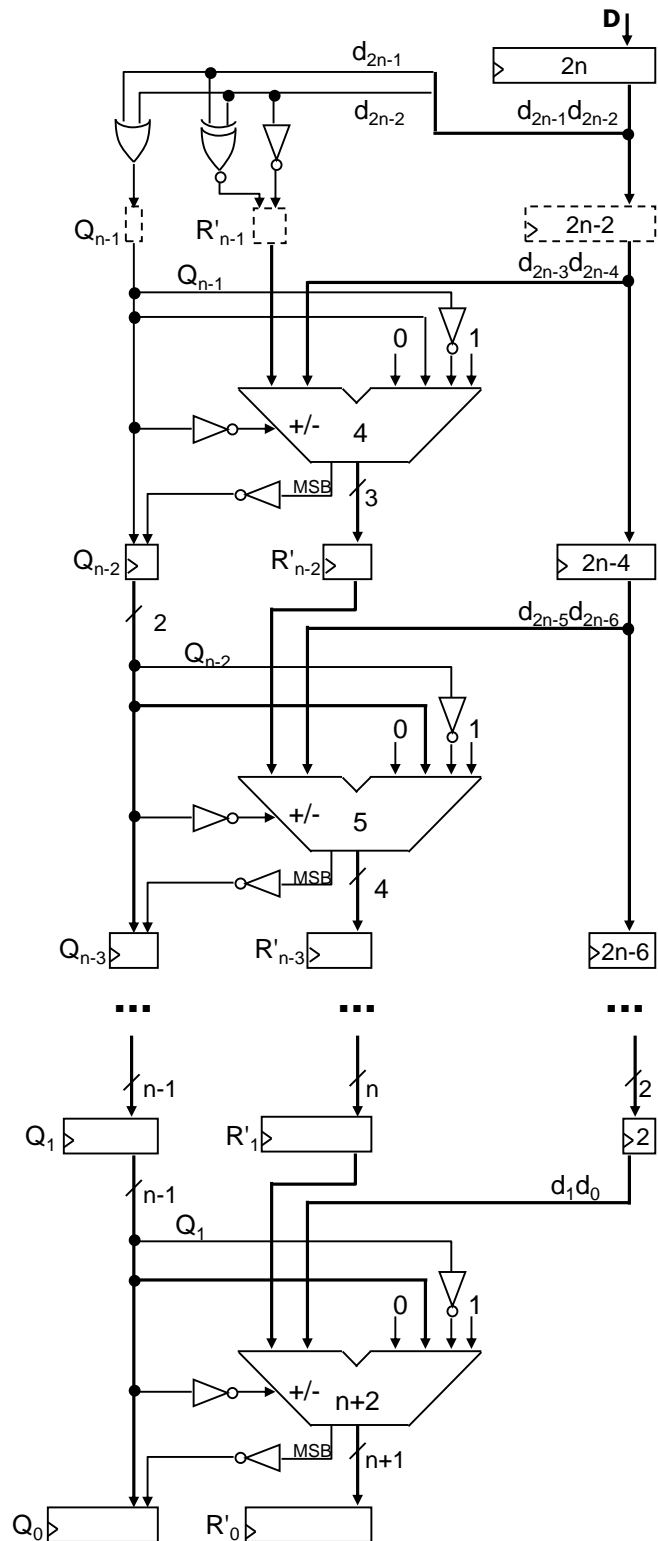 D
d2n-1
2n
d2n-2
d2n-1d2n-2
Qn-1
R'n-1
2n-2
Qn-1
d2n-3d2n-4
0
1
+/-
4
MSB
3
Qn-2
R'n-2
2n-4
2
d2n-5d2n-6
Qn-2
0
1
+/-
5
MSB
4
Qn-3
R'n-3
2n-6
...
...
...
n-1
n
2
Q1
R'1
2
n-1
d1d0
Q1
0
1
+/-
n+2
MSB
n+1
Q0
R'0